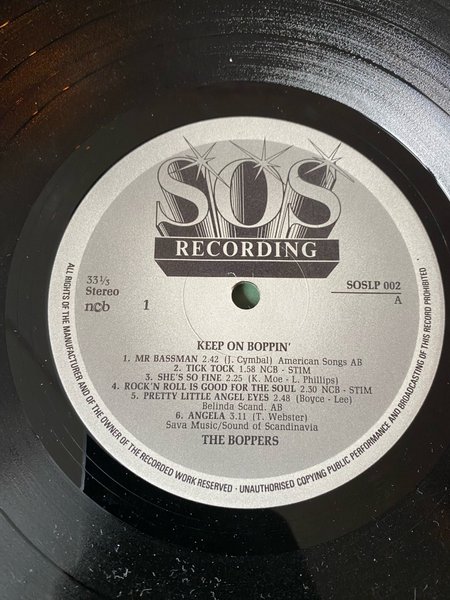 SOS
RECORDING
33⅓
Stereo
ncb
1
SOSLP 002
A
KEEP ON BOPPIN'
1. MR BASSMAN 2.42 (J. Cymbal) American Songs AB
2. TICK TOCK 1.58 NCB - STIM
3. SHE'S SO FINE 2.25 (K. Moe - L. Phillips)
4. ROCK'N ROLL IS GOOD FOR THE SOUL 2.30 NCB - STIM
5. PRETTY LITTLE ANGEL EYES 2.48 (Boyce - Lee)
Belinda Scand. AB
6. ANGELA 3.11 (T. Webster)
Sava Music/Sound of Scandinavia
THE BOPPERS
ALL RIGHTS OF THE MANUFACTURER AND OF THE OWNER OF THE RECORDED WORK RESERVED · UNAUTHORISED COPYING PUBLIC PERFORMANCE AND BROADCASTING OF THIS RECORD PROHIBITED